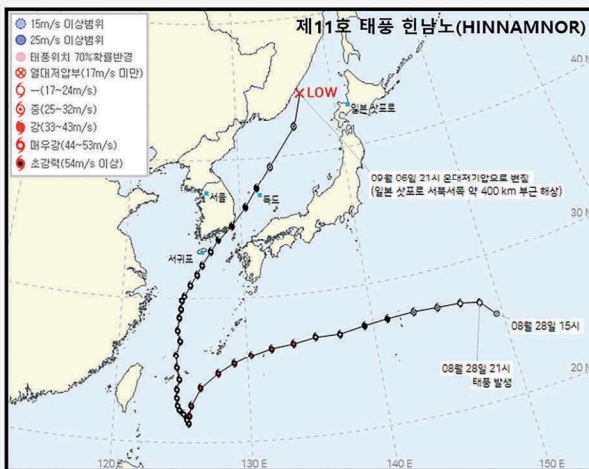 제11호 태풍 힌남노(HINNAMNOR)
15m/s 이상범위
25m/s 이상범위
태풍위치 70%확률반경
열대저압부(17m/s 미만)
—(17~24m/s)
중(25~32m/s)
강(33~43m/s)
매우강(44~53m/s)
초강력(54m/s 이상)
LOW
일본 삿포로
09월 06일 21시 온대저기압으로 변질
(일본 삿포로 서북서쪽 약 400 km 부근 해상)
서울
독도
서귀포
08월 28일 15시
08월 28일 21시
태풍 발생
40 N
30 N
20 N
120 E
130 E
140 E
150 E